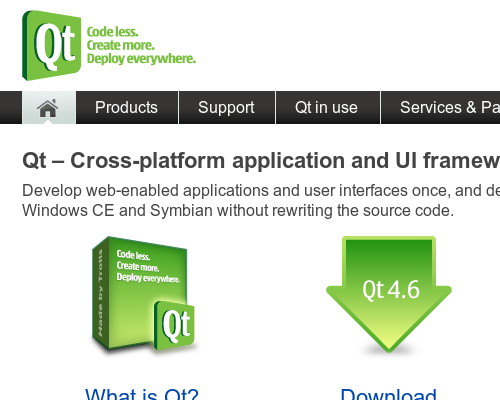 Qt
Code less.
Create more.
Deploy everywhere.
Products
Support
Qt in use
Services & Pa
Qt – Cross-platform application and UI framew
Develop web-enabled applications and user interfaces once, and de
Windows CE and Symbian without rewriting the source code.
Made by Trolls
Code less.
Create more.
Deploy everywhere.
Qt
Qt 4.6
What is Qt?
Download